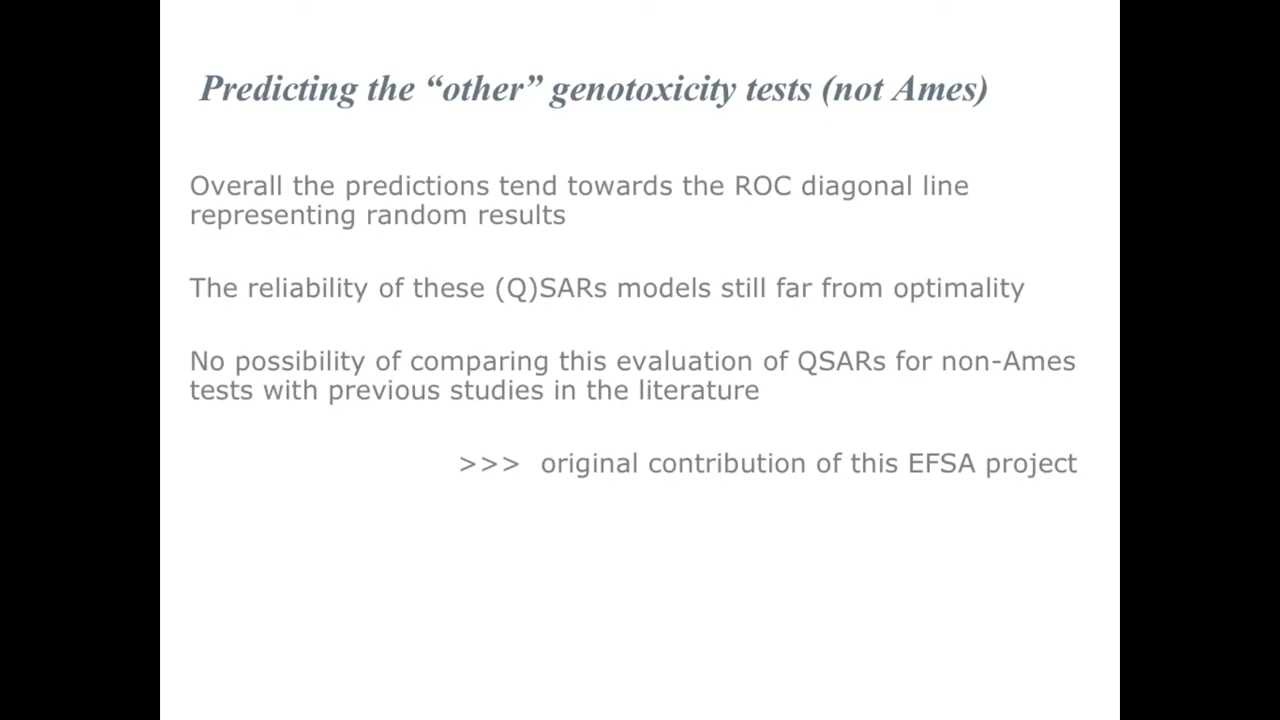 Predicting the “other” genotoxicity tests (not Ames)
Overall the predictions tend towards the ROC diagonal line
representing random results
The reliability of these (Q)SARs models still far from optimality
No possibility of comparing this evaluation of QSARs for non-Ames
tests with previous studies in the literature
>>> original contribution of this EFSA project